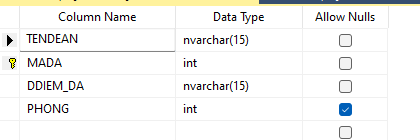 Column Name Data Type Allow Nulls
TENDEAN nvarchar(15)
MADA int
DDIEM_DA nvarchar(15)
PHONG int